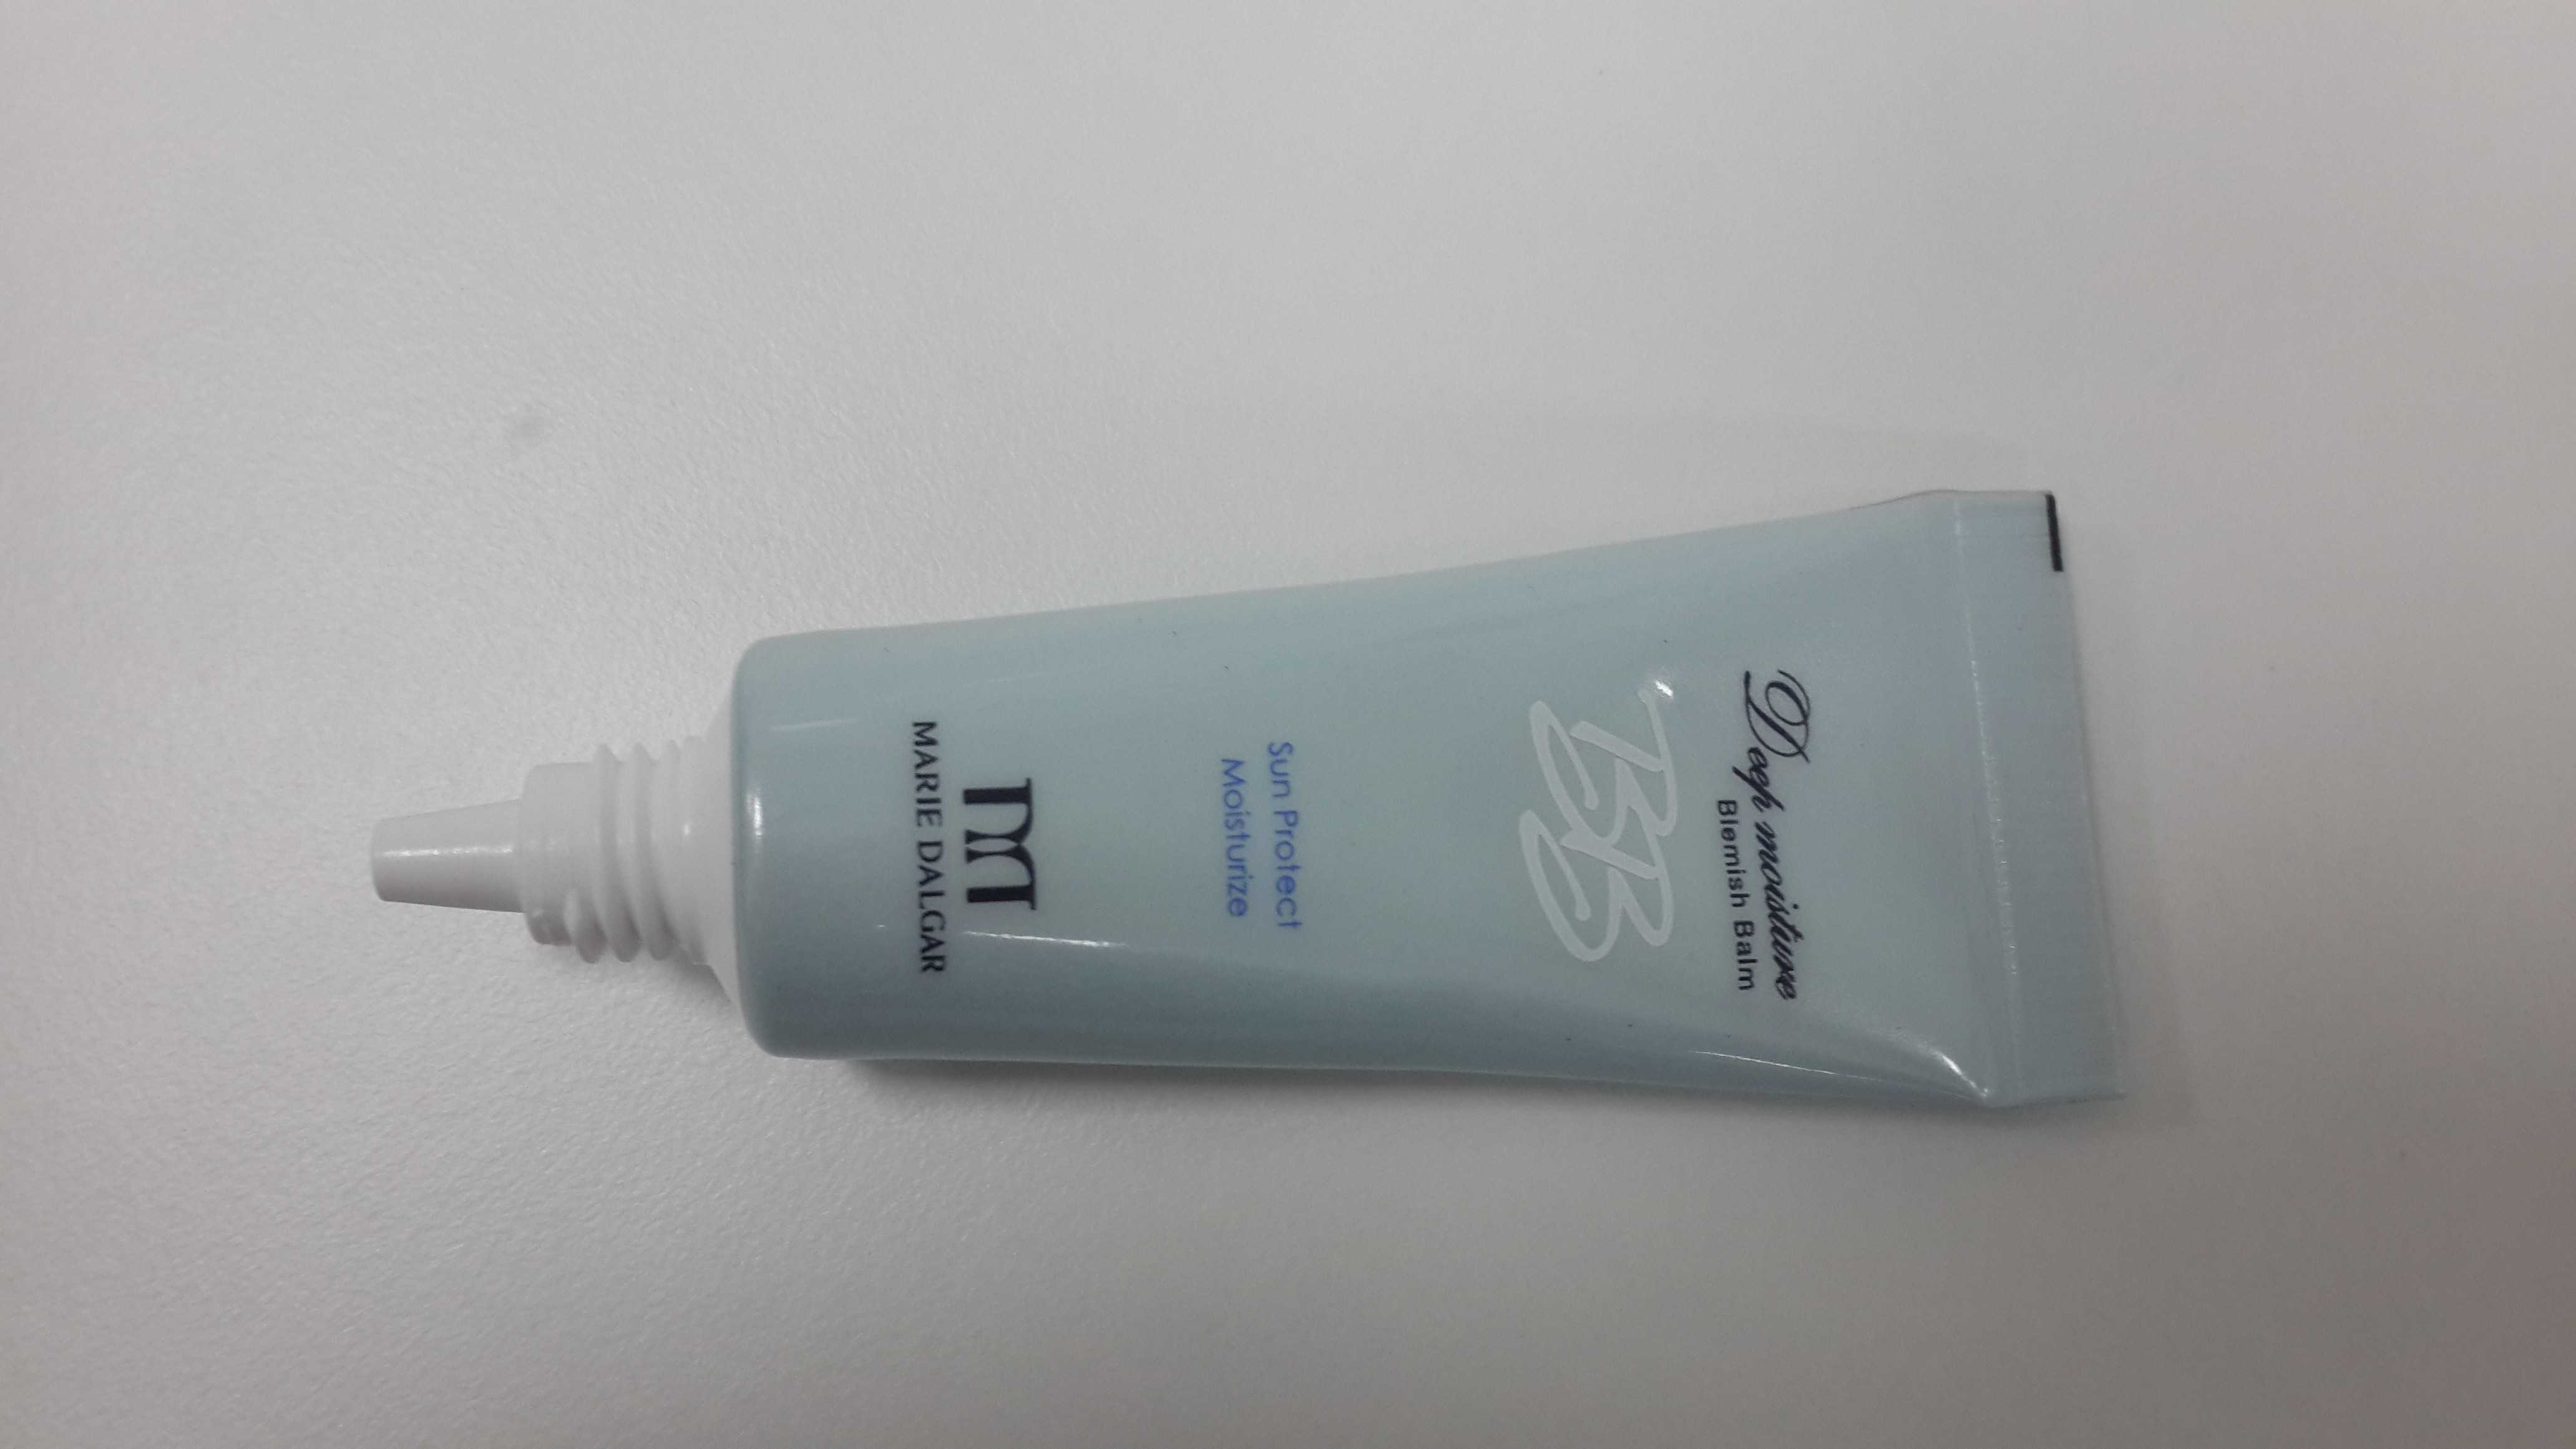 Deep moisture
Blemish Balm
BB
Sun Protect
Moisturize
MARIE DALGAR